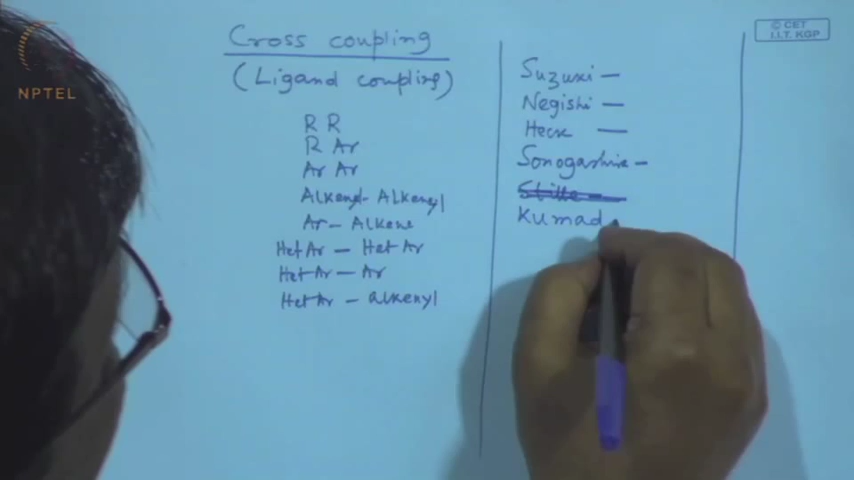 NPTEL
Cross coupling
(Ligand coupling)
R R
R Ar
Ar Ar
Alkenyl - Alkenyl
Ar - Alkene
Het Ar - Het Ar
Het Ar - Ar
Het Ar - alkenyl
Suzuki —
Negishi —
Heck —
Sonogashira —
Stille —
Kumad
© CET
I.I.T. KGP